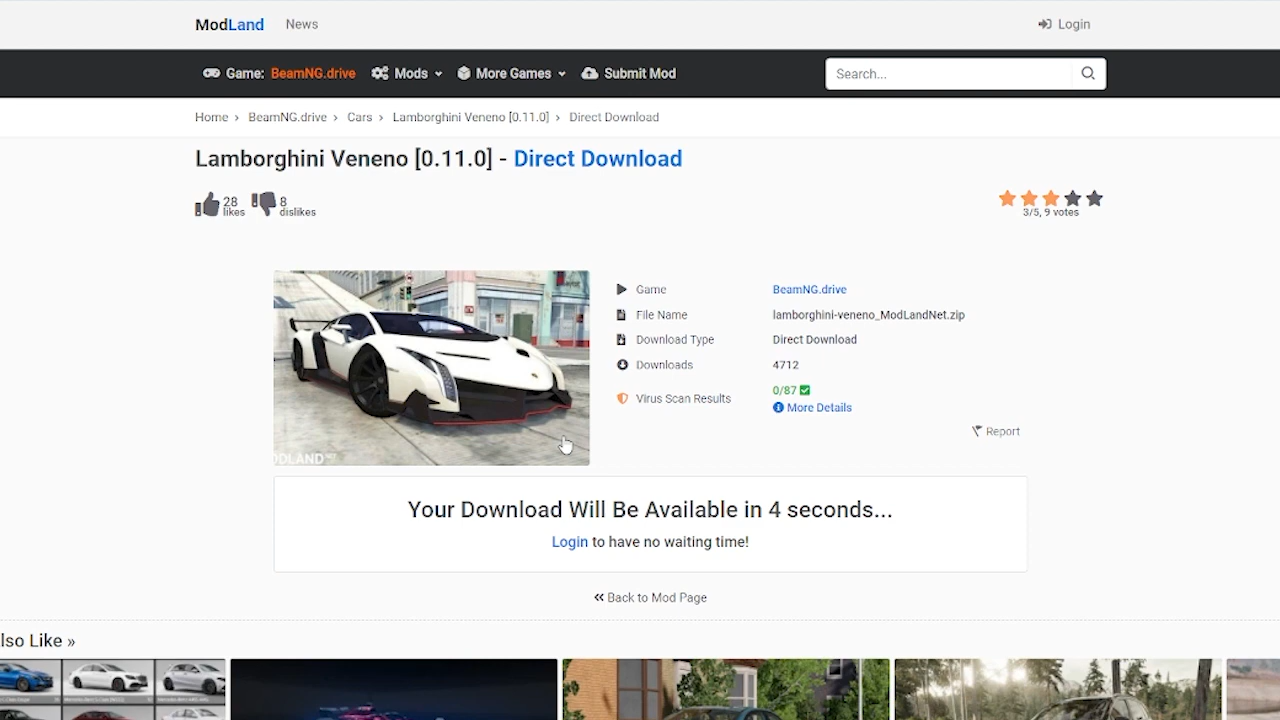 ModLand News Login
Game: BeamNG.drive Mods More Games Submit Mod Search...
Home › BeamNG.drive › Cars › Lamborghini Veneno [0.11.0] › Direct Download
Lamborghini Veneno [0.11.0] - Direct Download
28 likes 8 dislikes
3/5, 9 votes
Game BeamNG.drive
File Name lamborghini-veneno_ModLandNet.zip
Download Type Direct Download
Downloads 4712
Virus Scan Results 0/87
More Details
Report
ODLAND
Your Download Will Be Available in 4 seconds...
Login to have no waiting time!
« Back to Mod Page
lso Like »